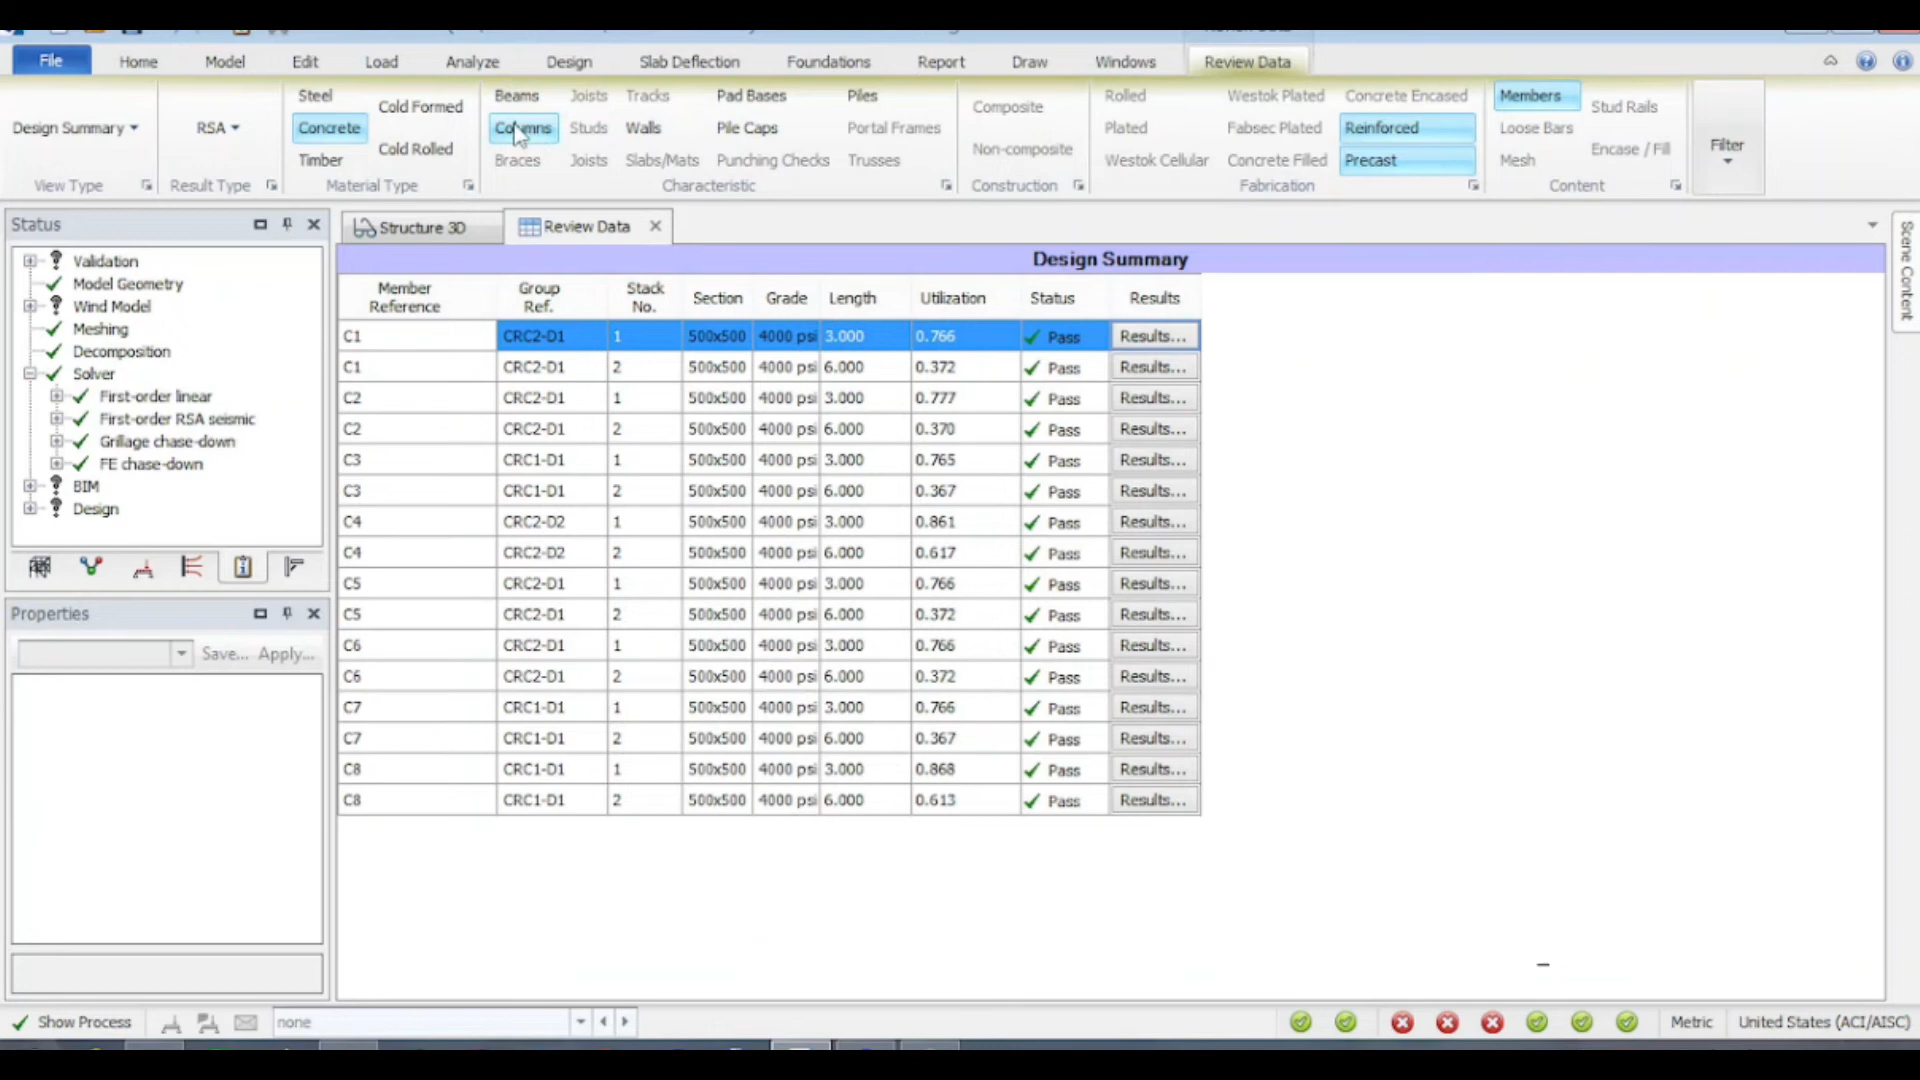 File Home Model Edit Load Analyze Design Slab Deflection Foundations Report Draw Windows Review Data
Design Summary
View Type
RSA
Result Type
Steel Cold Formed
Concrete
Timber Cold Rolled
Material Type
Beams Joists Tracks Pad Bases Piles
Columns Studs Walls Pile Caps Portal Frames
Braces Joists Slabs/Mats Punching Checks Trusses
Characteristic
Composite
Non-composite
Construction
Rolled Westok Plated Concrete Encased
Plated Fabsec Plated Reinforced
Westok Cellular Concrete Filled Precast
Fabrication
Members Stud Rails
Loose Bars
Mesh Encase / Fill
Content
Filter
Status
Validation
Model Geometry
Wind Model
Meshing
Decomposition
Solver
First-order linear
First-order RSA seismic
Grillage chase-down
FE chase-down
BIM
Design
Properties
Save... Apply...
Structure 3D Review Data
Scene Content
Design Summary
Member Reference Group Ref. Stack No. Section Grade Length Utilization Status Results
C1 CRC2-D1 1 500x500 4000 psi 3.000 0.766 Pass Results...
C1 CRC2-D1 2 500x500 4000 psi 6.000 0.372 Pass Results...
C2 CRC2-D1 1 500x500 4000 psi 3.000 0.777 Pass Results...
C2 CRC2-D1 2 500x500 4000 psi 6.000 0.370 Pass Results...
C3 CRC1-D1 1 500x500 4000 psi 3.000 0.765 Pass Results...
C3 CRC1-D1 2 500x500 4000 psi 6.000 0.367 Pass Results...
C4 CRC2-D2 1 500x500 4000 psi 3.000 0.861 Pass Results...
C4 CRC2-D2 2 500x500 4000 psi 6.000 0.617 Pass Results...
C5 CRC2-D1 1 500x500 4000 psi 3.000 0.766 Pass Results...
C5 CRC2-D1 2 500x500 4000 psi 6.000 0.372 Pass Results...
C6 CRC2-D1 1 500x500 4000 psi 3.000 0.766 Pass Results...
C6 CRC2-D1 2 500x500 4000 psi 6.000 0.372 Pass Results...
C7 CRC1-D1 1 500x500 4000 psi 3.000 0.766 Pass Results...
C7 CRC1-D1 2 500x500 4000 psi 6.000 0.367 Pass Results...
C8 CRC1-D1 1 500x500 4000 psi 3.000 0.868 Pass Results...
C8 CRC1-D1 2 500x500 4000 psi 6.000 0.613 Pass Results...
Show Process none Metric United States (ACI/AISC)